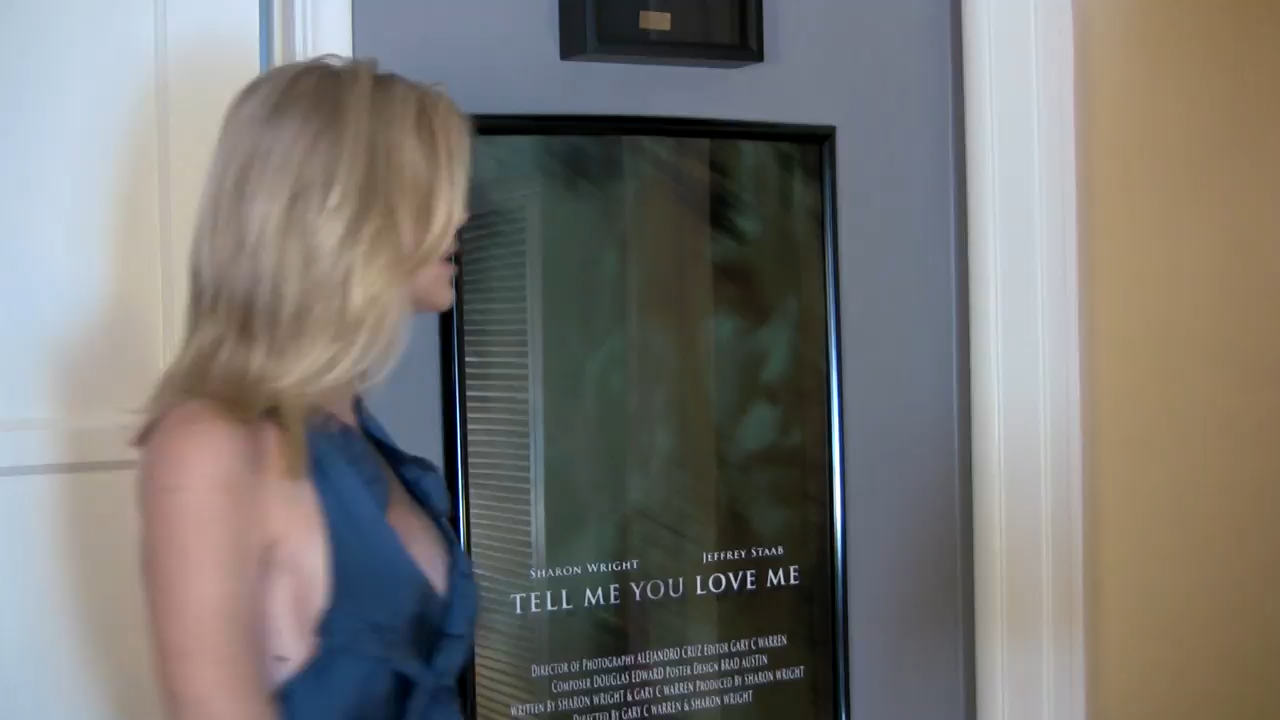 SHARON WRIGHT JEFFREY STAAB
TELL ME YOU LOVE ME
DIRECTOR OF PHOTOGRAPHY ALEJANDRO CRUZ EDITOR GARY C WARREN
COMPOSER DOUGLAS EDWARD POSTER DESIGN BRAD AUSTIN
WRITTEN BY SHARON WRIGHT & GARY C WARREN PRODUCED BY SHARON WRIGHT
DIRECTED BY GARY C WARREN & SHARON WRIGHT